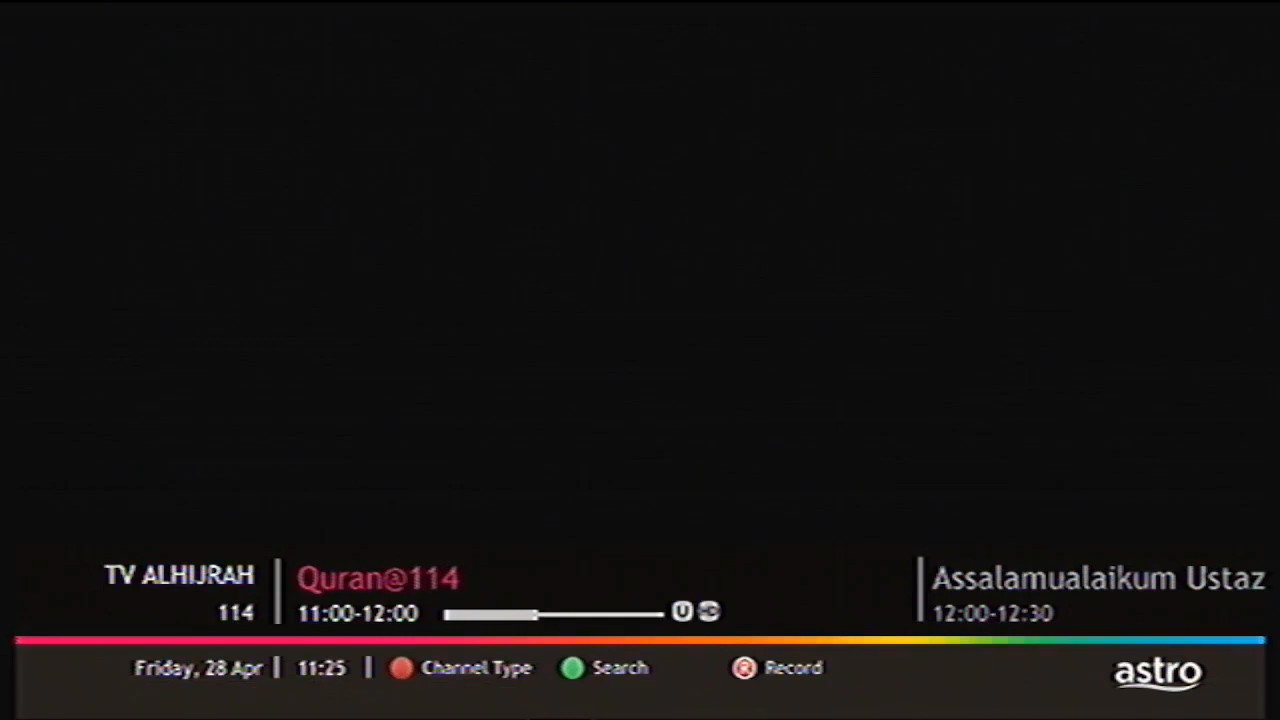 TV ALHIJRAH
114
Quran@114
11:00-12:00
U HD
Assalamualaikum Ustaz
12:00-12:30
Friday, 28 Apr
11:25
Channel Type
Search
R Record
astro